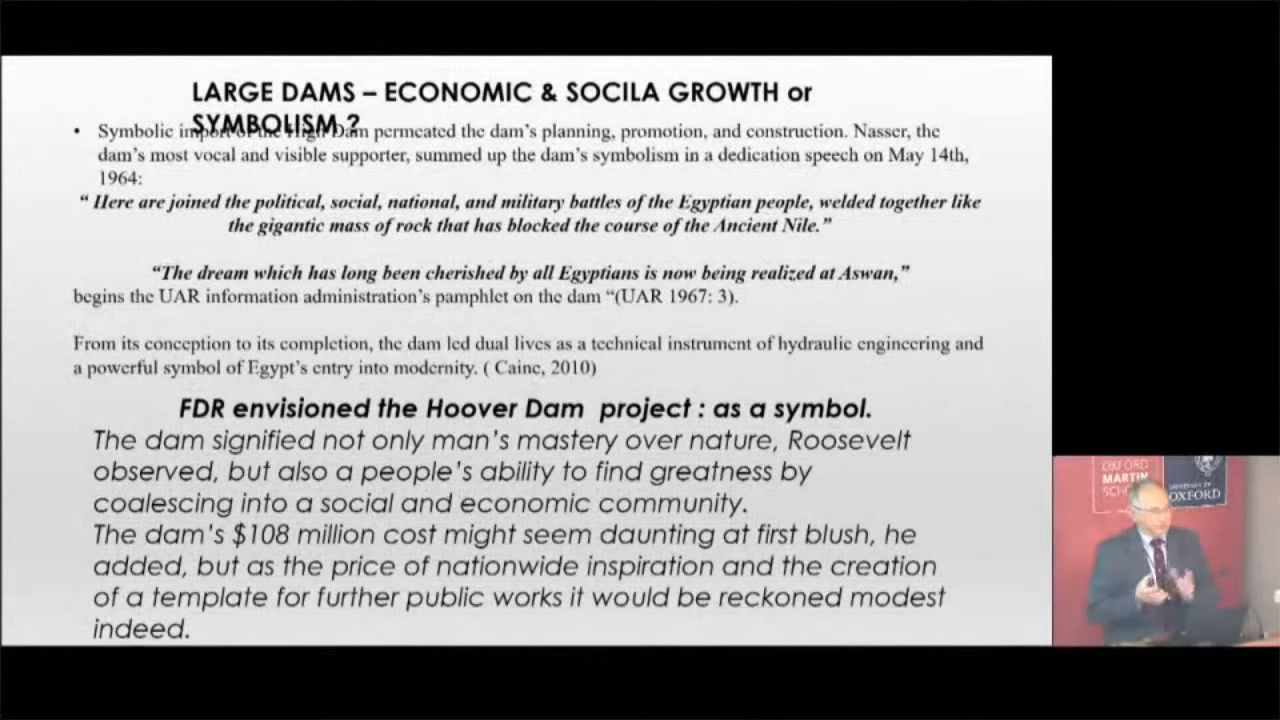 LARGE DAMS – ECONOMIC & SOCILA GROWTH or
SYMBOLISM ?
• Symbolic import of the High Dam permeated the dam's planning, promotion, and construction. Nasser, the
dam's most vocal and visible supporter, summed up the dam's symbolism in a dedication speech on May 14th,
1964:
“ Here are joined the political, social, national, and military battles of the Egyptian people, welded together like
the gigantic mass of rock that has blocked the course of the Ancient Nile.”
“The dream which has long been cherished by all Egyptians is now being realized at Aswan,”
begins the UAR information administration's pamphlet on the dam “(UAR 1967: 3).
From its conception to its completion, the dam led dual lives as a technical instrument of hydraulic engineering and
a powerful symbol of Egypt's entry into modernity. ( Caine, 2010)
FDR envisioned the Hoover Dam project : as a symbol.
The dam signified not only man's mastery over nature, Roosevelt
observed, but also a people's ability to find greatness by
coalescing into a social and economic community.
The dam's $108 million cost might seem daunting at first blush, he
added, but as the price of nationwide inspiration and the creation
of a template for further public works it would be reckoned modest
indeed.
OXFORD
MARTIN
UNIVERSITY OF
OXFORD